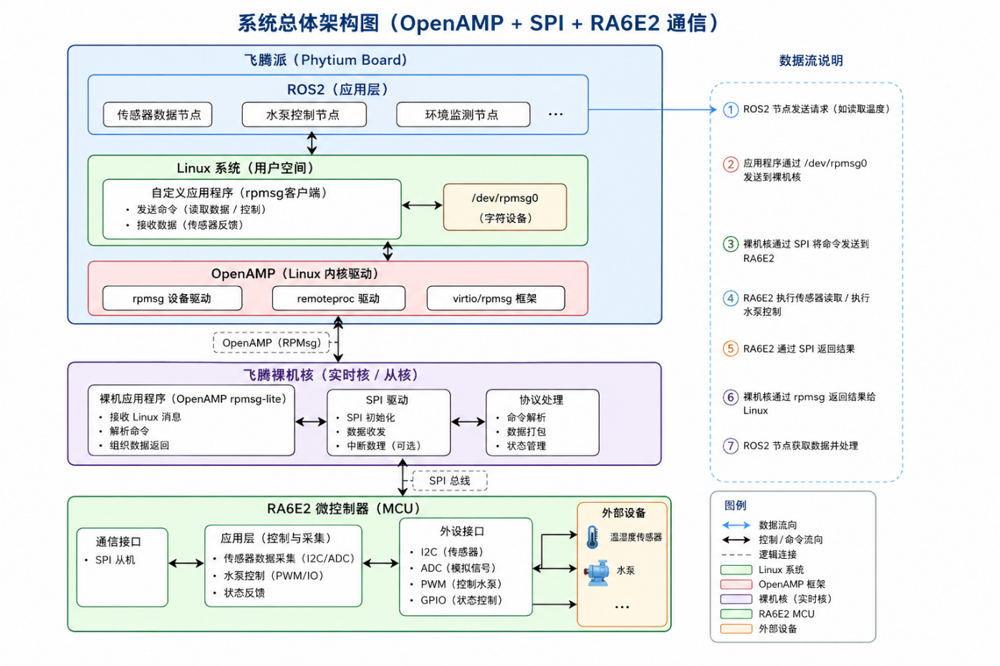 系统总体架构图（OpenAMP + SPI + RA6E2 通信）
飞腾派（Phytium Board）
ROS2（应用层）
传感器数据节点
水泵控制节点
环境监测节点
...
Linux 系统（用户空间）
自定义应用程序（rpmsg客户端）
• 发送命令（读取数据 / 控制）
• 接收数据（传感器反馈）
/dev/rpmsg0
（字符设备）
OpenAMP（Linux 内核驱动）
rpmsg 设备驱动
remoteproc 驱动
virtio/rpmsg 框架
OpenAMP（RPMsg）
飞腾裸机核（实时核 / 从核）
裸机应用程序（OpenAMP rpmsg-lite）
• 接收 Linux 消息
• 解析命令
• 组织数据返回
SPI 驱动
• SPI 初始化
• 数据收发
• 中断数理（可选）
协议处理
• 命令解析
• 数据打包
• 状态管理
SPI 总线
RA6E2 微控制器（MCU）
通信接口
• SPI 从机
应用层（控制与采集）
• 传感器数据采集（I2C/ADC）
• 水泵控制（PWM/IO）
• 状态反馈
外设接口
• I2C（传感器）
• ADC（模拟信号）
• PWM（控制水泵）
• GPIO（状态控制）
外部设备
温湿度传感器
水泵
...
数据流说明
① ROS2 节点发送请求（如读取温度）
② 应用程序通过 /dev/rpmsg0
发送到裸机核
③ 裸机核通过 SPI 将命令发送到
RA6E2
④ RA6E2 执行传感器读取 / 执行
水泵控制
⑤ RA6E2 通过 SPI 返回结果
⑥ 裸机核通过 rpmsg 返回结果给
Linux
⑦ ROS2 节点获取数据并处理
图例
数据流向
控制 / 命令流向
逻辑连接
Linux 系统
OpenAMP 框架
裸机核（实时核）
RA6E2 MCU
外部设备